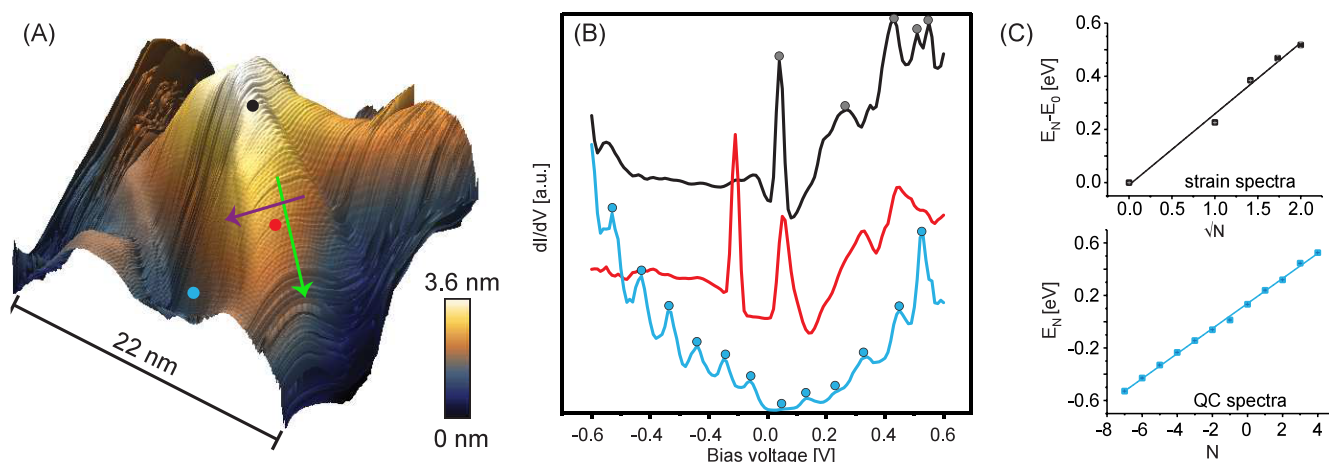 (A)
3.6 nm
0 nm
22 nm
(B)
dI/dV [a.u.]
-0.6 -0.4 -0.2 0.0 0.2 0.4 0.6
Bias voltage [V]
(C)
0.6
0.4
0.2
0.0
E_N-E_0 [eV]
strain spectra
0.0 0.5 1.0 1.5 2.0
√N
0.6
0.2
-0.2
-0.6
E_N [eV]
QC spectra
-8 -6 -4 -2 0 2 4
N